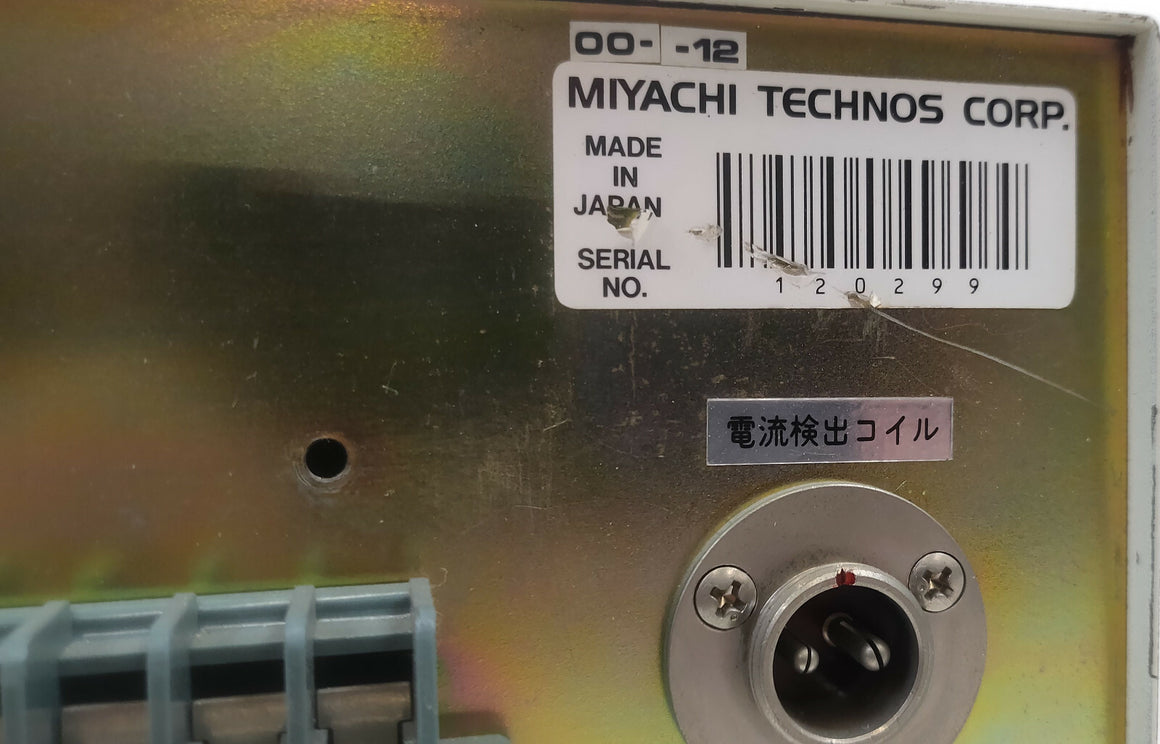 00- -12
MIYACHI TECHNOS CORP.
MADE
IN
JAPAN
SERIAL
NO.
120299
電流検出コイル